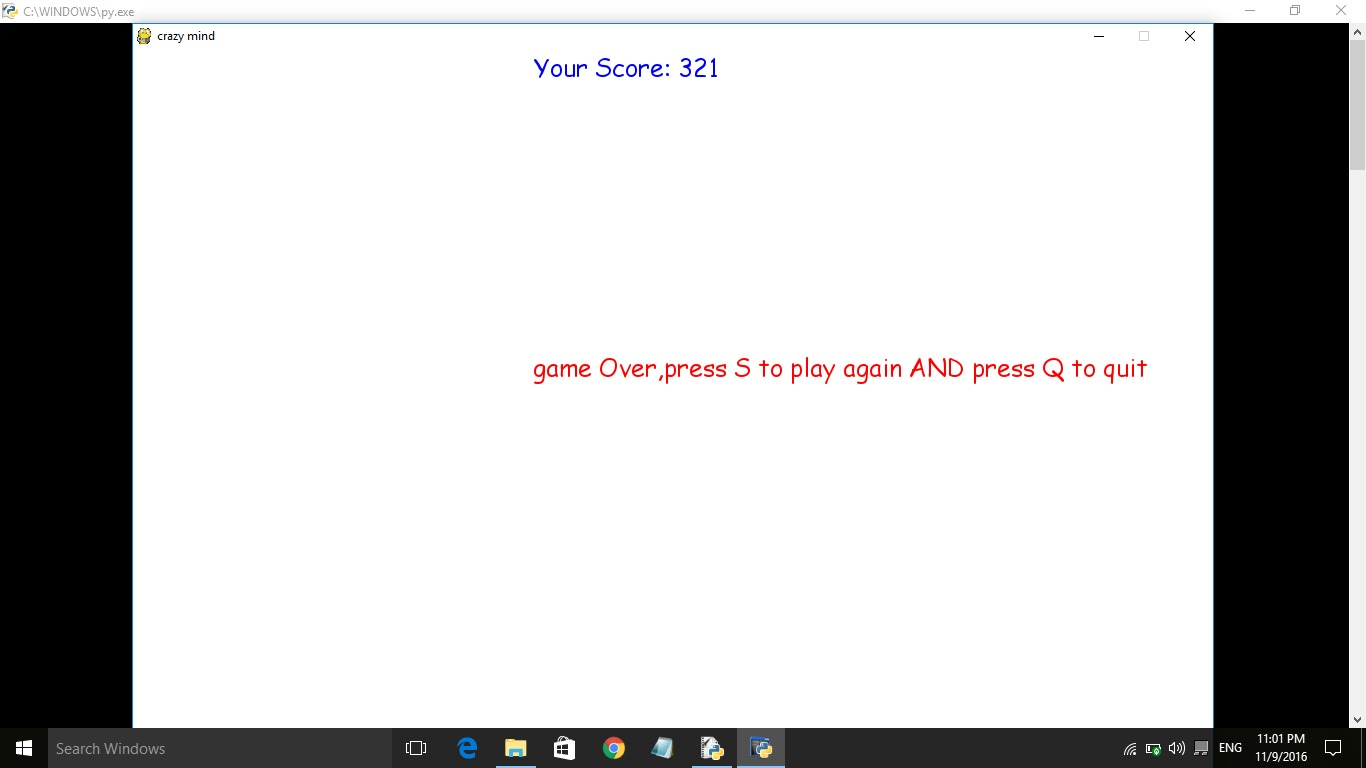 C:\WINDOWS\py.exe
crazy mind
Your Score: 321
game Over,press S to play again AND press Q to quit
Search Windows
ENG
11:01 PM
11/9/2016